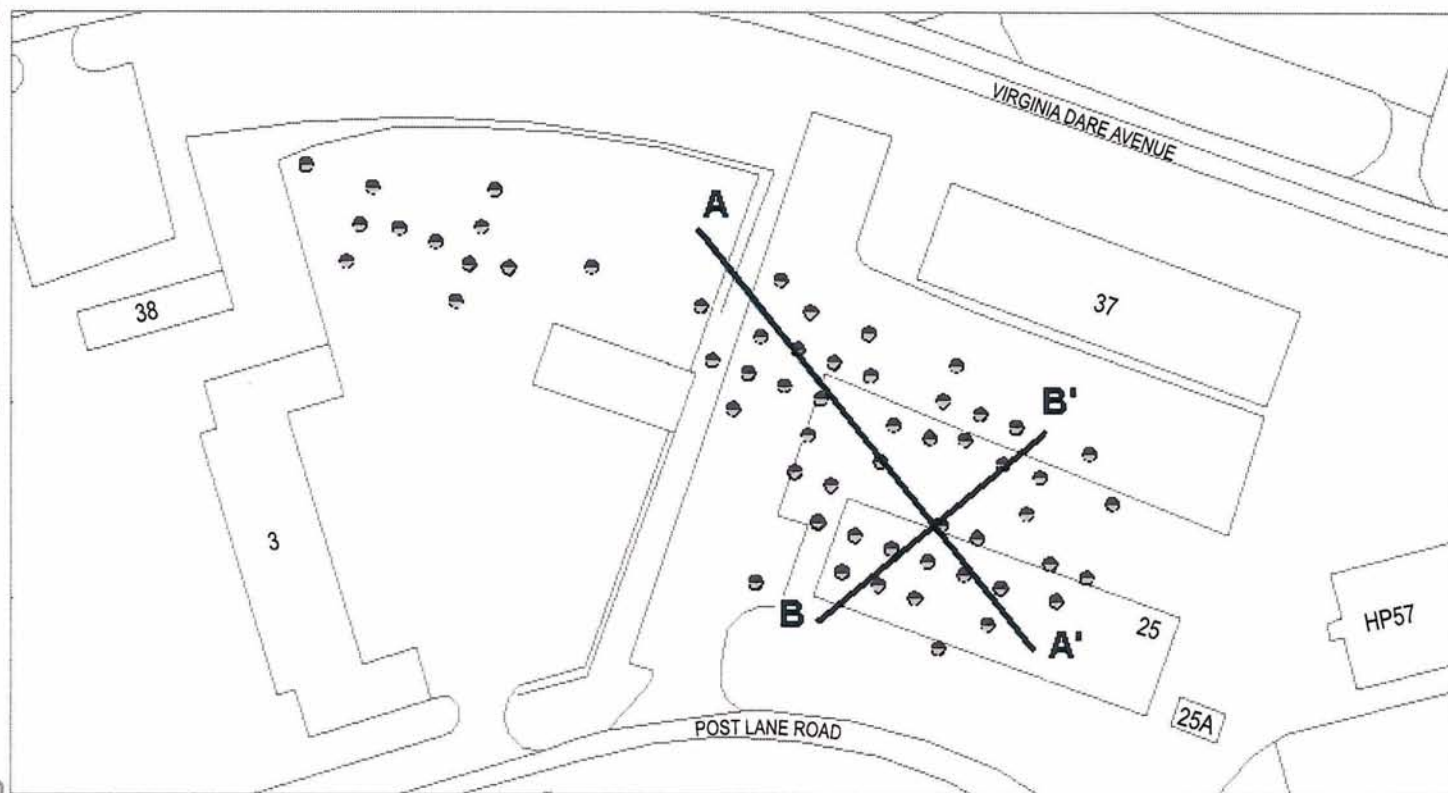 VIRGINIA DARE AVENUE
A
37
38
B'
3
B
25
A'
HP57
25A
POST LANE ROAD